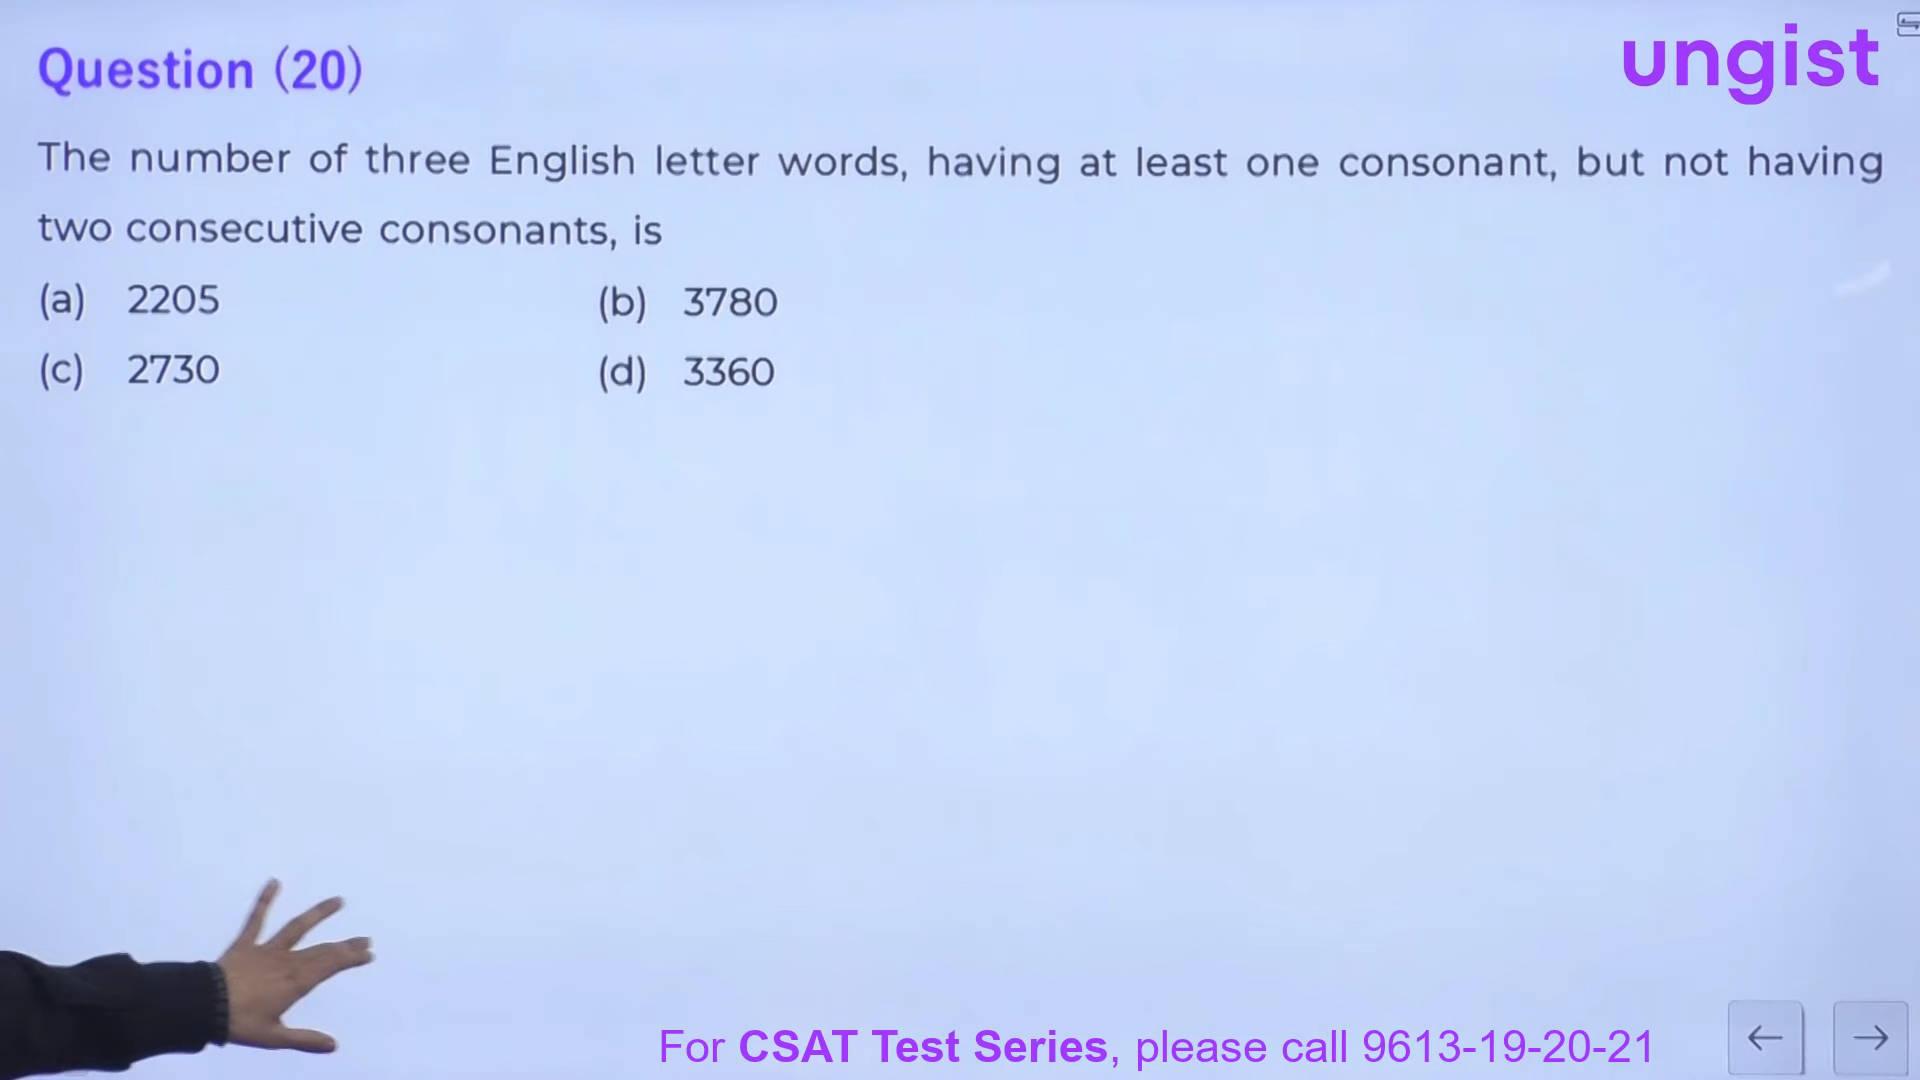 Question (20)
ungist
The number of three English letter words, having at least one consonant, but not having
two consecutive consonants, is
(a) 2205
(b) 3780
(c) 2730
(d) 3360
For CSAT Test Series, please call 9613-19-20-21